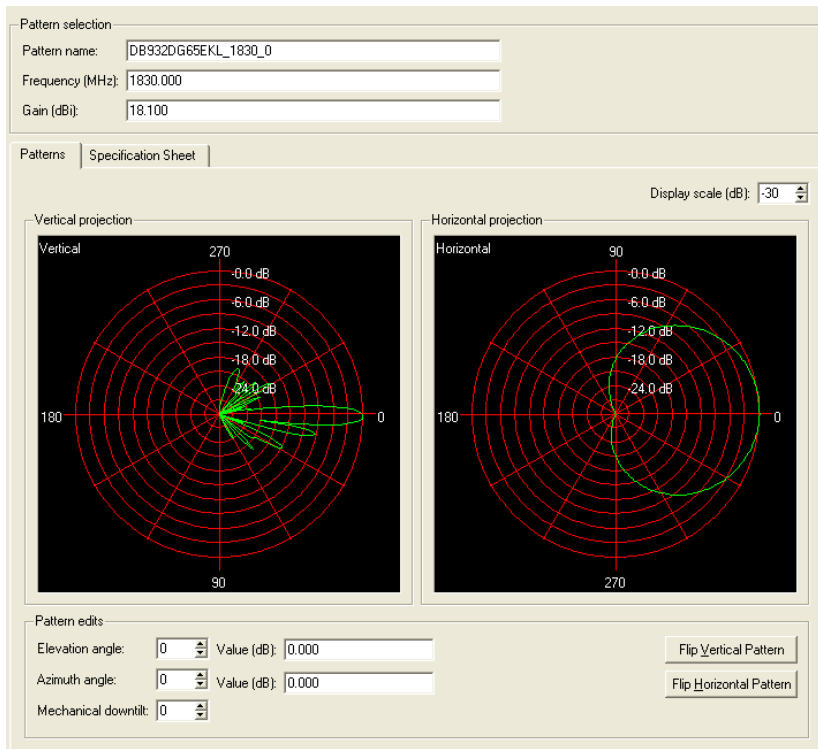 Pattern selection
Pattern name: DB932DG65EKL_1830_0
Frequency (MHz): 1830.000
Gain (dBi): 18.100
Patterns Specification Sheet
Display scale (dB): -30
Vertical projection
Vertical
270
-0.0 dB
-6.0 dB
-12.0 dB
-18.0 dB
-24.0 dB
180
0
90
Horizontal projection
Horizontal
90
-0.0 dB
-6.0 dB
-12.0 dB
-18.0 dB
-24.0 dB
180
0
270
Pattern edits
Elevation angle: 0 Value (dB): 0.000
Flip Vertical Pattern
Azimuth angle: 0 Value (dB): 0.000
Flip Horizontal Pattern
Mechanical downtilt: 0